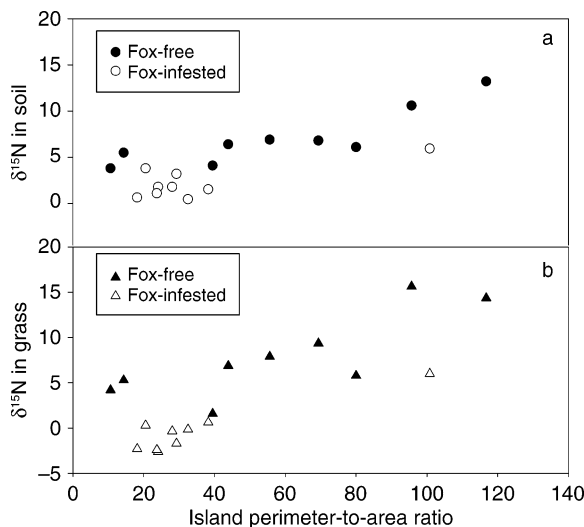 20
15
10
5
0
δ¹⁵N in soil
Fox-free
Fox-infested
a
20
15
10
5
0
−5
δ¹⁵N in grass
Fox-free
Fox-infested
b
0 20 40 60 80 100 120 140
Island perimeter-to-area ratio